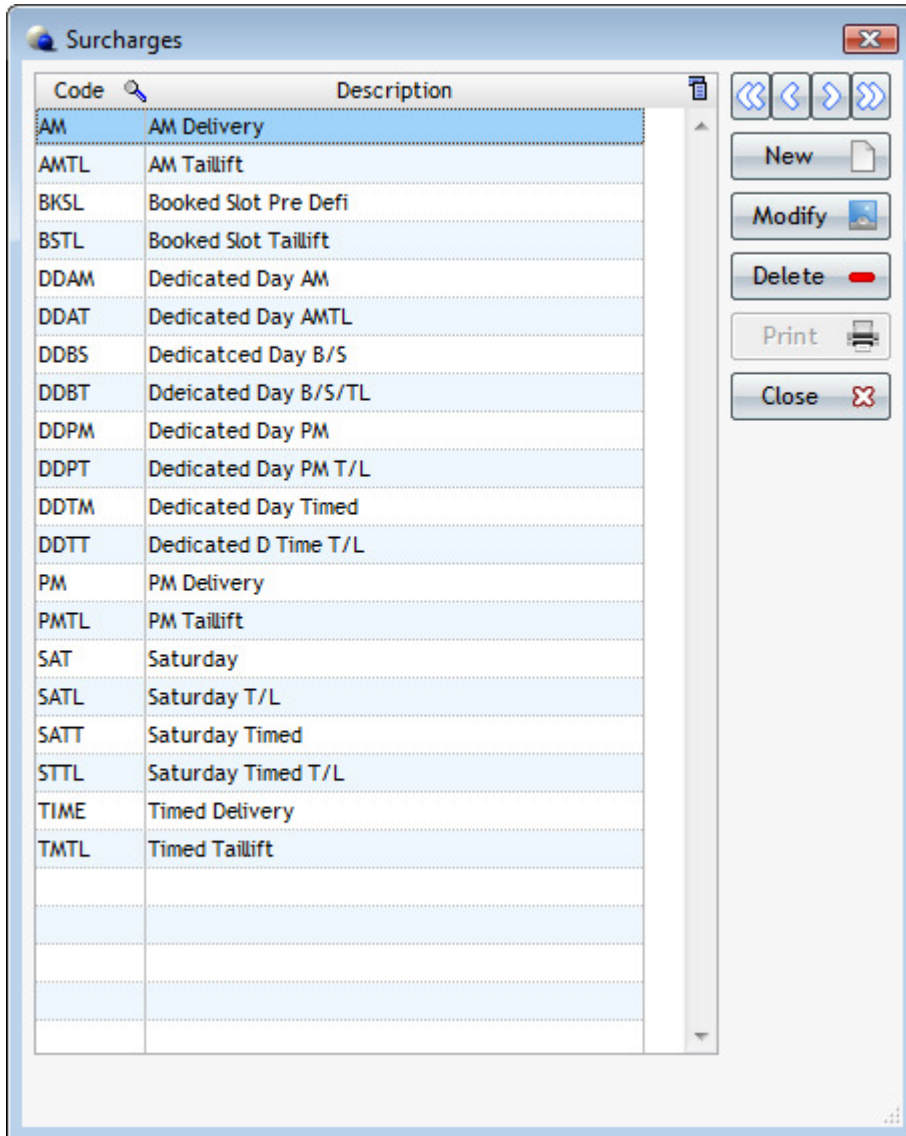 Surcharges
Code Description
AM AM Delivery
AMTL AM Taillift
BKSL Booked Slot Pre Defi
BSTL Booked Slot Taillift
DDAM Dedicated Day AM
DDAT Dedicated Day AMTL
DDBS Dedicatced Day B/S
DDBT Ddeicated Day B/S/TL
DDPM Dedicated Day PM
DDPT Dedicated Day PM T/L
DDTM Dedicated Day Timed
DDTT Dedicated D Time T/L
PM PM Delivery
PMTL PM Taillift
SAT Saturday
SATL Saturday T/L
SATT Saturday Timed
STTL Saturday Timed T/L
TIME Timed Delivery
TMTL Timed Taillift
New
Modify
Delete
Print
Close